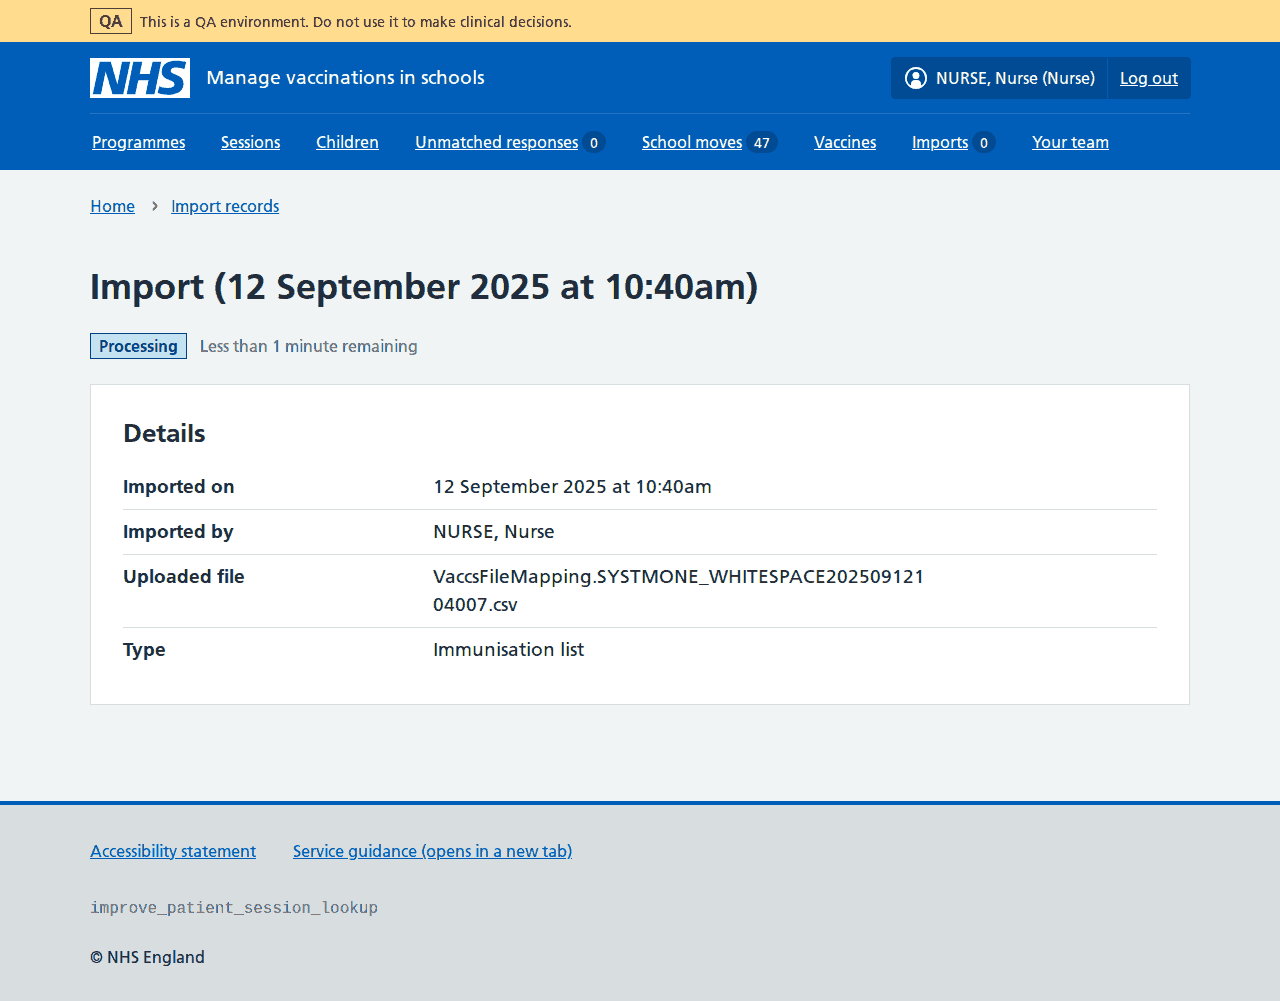 QA This is a QA environment. Do not use it to make clinical decisions.
NHS Manage vaccinations in schools NURSE, Nurse (Nurse) Log out
Programmes Sessions Children Unmatched responses 0 School moves 47 Vaccines Imports 0 Your team
Home Import records
Import (12 September 2025 at 10:40am)
Processing Less than 1 minute remaining
Details
Imported on 12 September 2025 at 10:40am
Imported by NURSE, Nurse
Uploaded file VaccsFileMapping.SYSTMONE_WHITESPACE202509121
04007.csv
Type Immunisation list
Accessibility statement Service guidance (opens in a new tab)
improve_patient_session_lookup
© NHS England